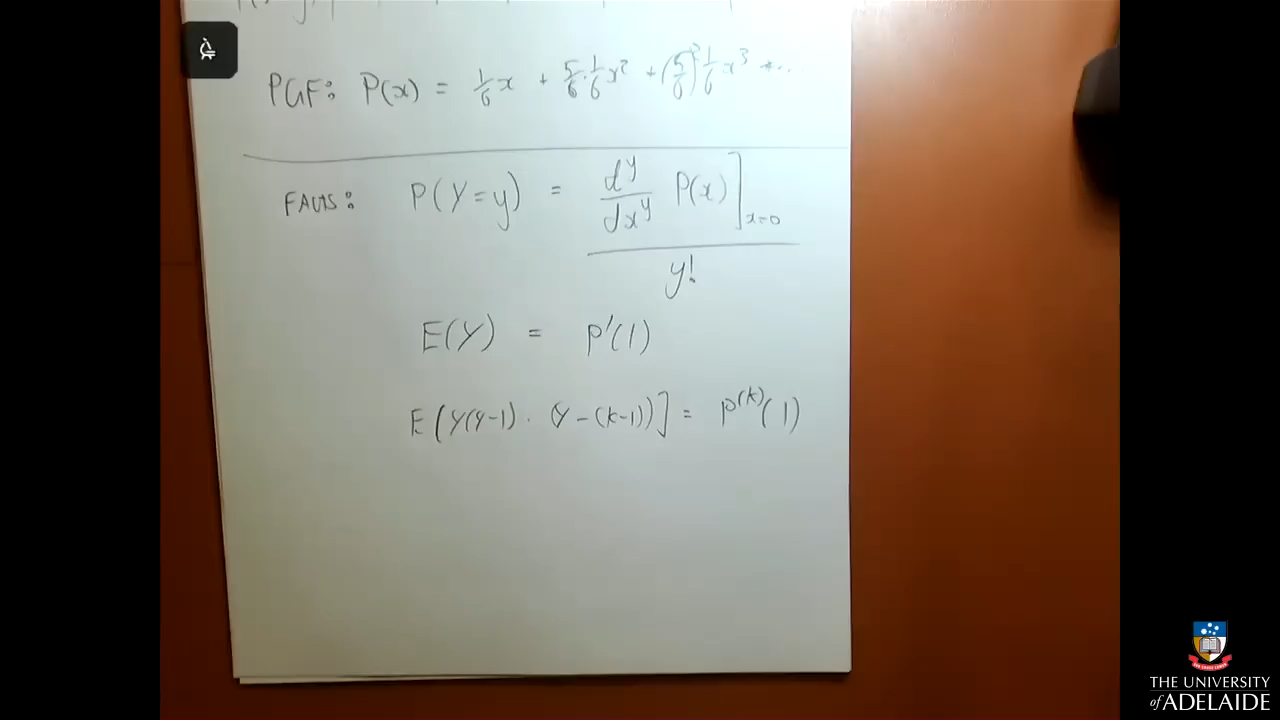 PGF: P(x) = 1/6 x + 5/6 · 1/6 x² + (5/6)² 1/6 x³ + ...
FACTS: P(Y=y) = d^y/dx^y P(x)]_{x=0} / y!
E(Y) = P'(1)
E(Y(Y-1) · (Y-(k-1))] = P^(k)(1)
THE UNIVERSITY
of ADELAIDE